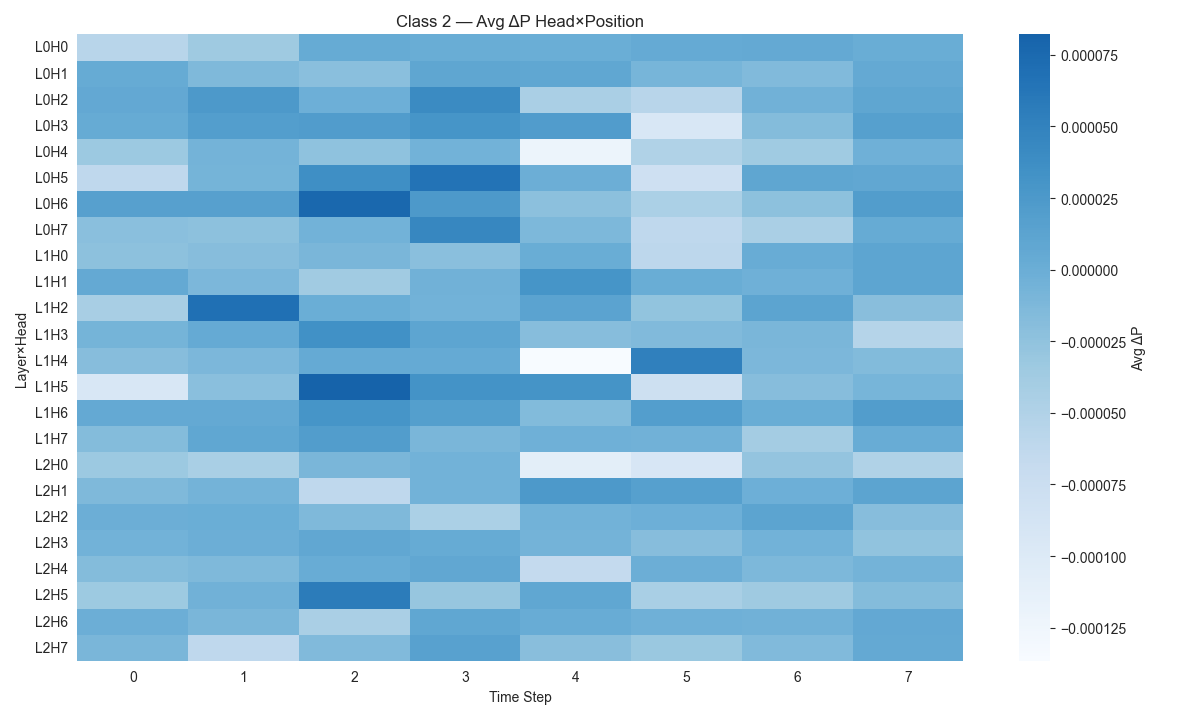 Class 2 — Avg ΔP Head×Position
Layer×Head
L0H0
L0H1
L0H2
L0H3
L0H4
L0H5
L0H6
L0H7
L1H0
L1H1
L1H2
L1H3
L1H4
L1H5
L1H6
L1H7
L2H0
L2H1
L2H2
L2H3
L2H4
L2H5
L2H6
L2H7
0 1 2 3 4 5 6 7
Time Step
0.000075
0.000050
0.000025
0.000000
−0.000025
−0.000050
−0.000075
−0.000100
−0.000125
Avg ΔP